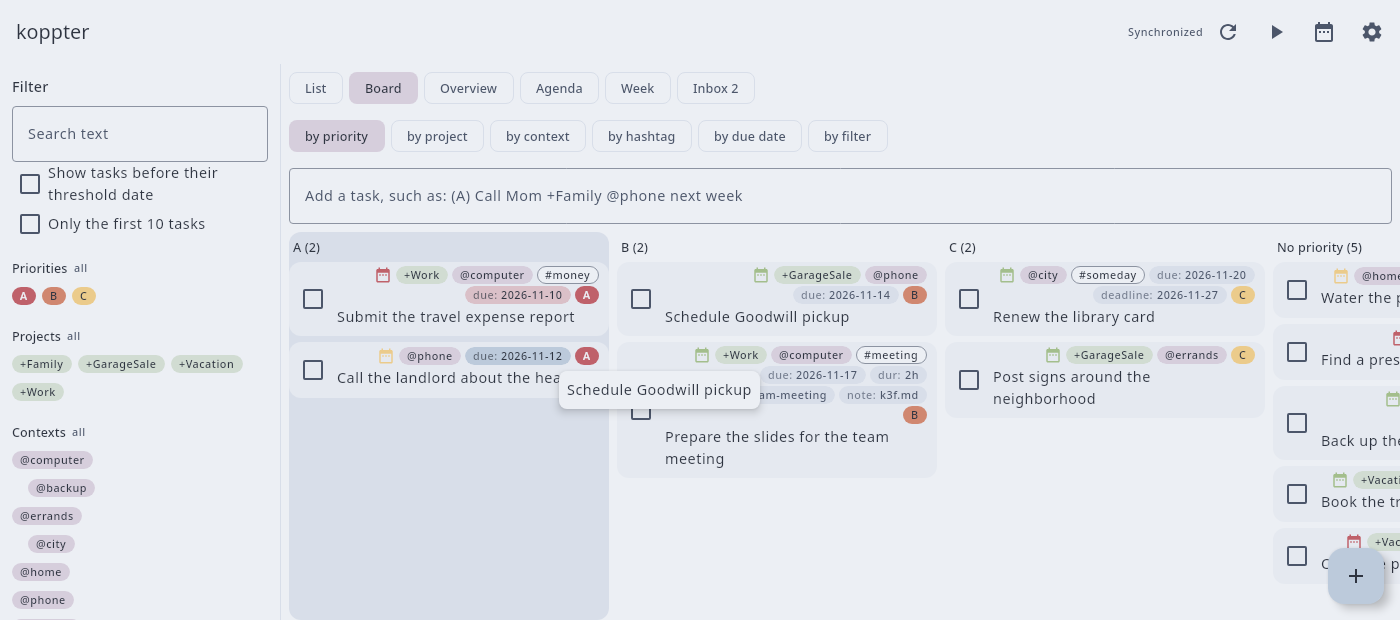 koppter
Synchronized
Filter
Search text
Show tasks before their
threshold date
Only the first 10 tasks
Priorities all
A B C
Projects all
+Family +GarageSale +Vacation
+Work
Contexts all
@computer
@backup
@errands
@city
@home
@phone
List Board Overview Agenda Week Inbox 2
by priority by project by context by hashtag by due date by filter
Add a task, such as: (A) Call Mom +Family @phone next week
A (2)
+Work @computer #money
due: 2026-11-10 A
Submit the travel expense report
@phone due: 2026-11-12 A
Call the landlord about the hea
Schedule Goodwill pickup
B (2)
+GarageSale @phone
due: 2026-11-14 B
Schedule Goodwill pickup
+Work @computer #meeting
due: 2026-11-17 dur: 2h
am-meeting note: k3f.md
B
Prepare the slides for the team
meeting
C (2)
@city #someday due: 2026-11-20
deadline: 2026-11-27 C
Renew the library card
+GarageSale @errands C
Post signs around the
neighborhood
No priority (5)
@home
Water the p
Find a pres
Back up the
+Vacati
Book the tr
+Vac
C